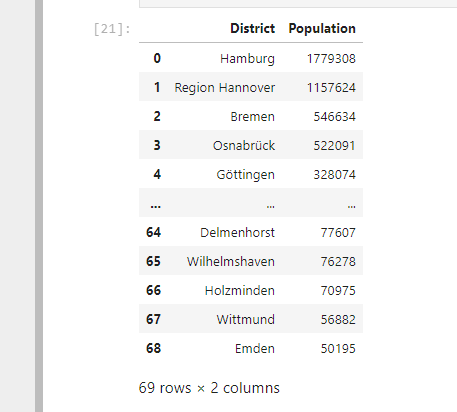 [21]:
District Population
0 Hamburg 1779308
1 Region Hannover 1157624
2 Bremen 546634
3 Osnabrück 522091
4 Göttingen 328074
... ... ...
64 Delmenhorst 77607
65 Wilhelmshaven 76278
66 Holzminden 70975
67 Wittmund 56882
68 Emden 50195
69 rows × 2 columns